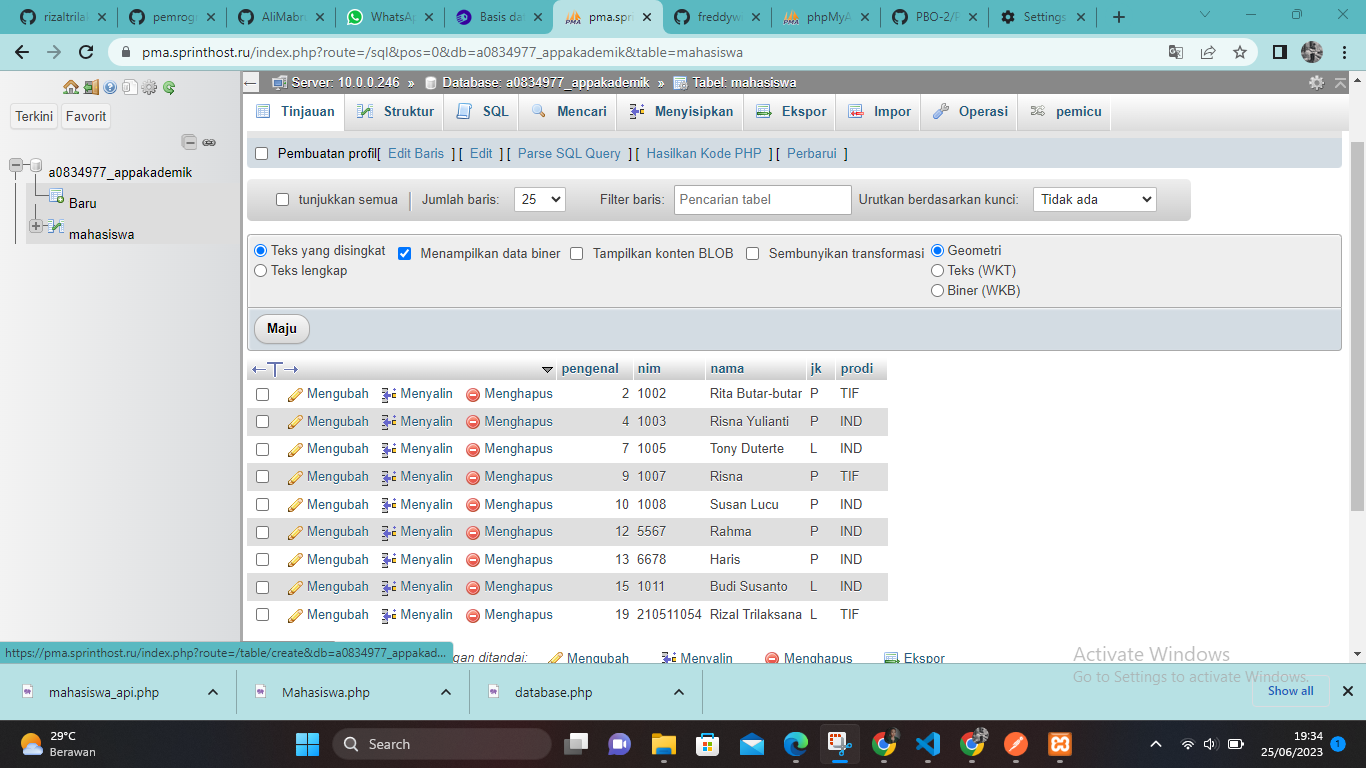 rizaltrilak
pemrogr
AliMabru
WhatsAp
Basis dat
pma.spri
freddyw
phpMyA
PBO-2/P
Settings
pma.sprinthost.ru/index.php?route=/sql&pos=0&db=a0834977_appakademik&table=mahasiswa
Server: 10.0.0.246 » Database: a0834977_appakademik » Tabel: mahasiswa
Terkini Favorit
a0834977_appakademik
Baru
mahasiswa
Tinjauan Struktur SQL Mencari Menyisipkan Ekspor Impor Operasi pemicu
Pembuatan profil[ Edit Baris ] [ Edit ] [ Parse SQL Query ] [ Hasilkan Kode PHP ] [ Perbarui ]
tunjukkan semua Jumlah baris: 25 Filter baris: Pencarian tabel Urutkan berdasarkan kunci: Tidak ada
Teks yang disingkat Menampilkan data biner Tampilkan konten BLOB Sembunyikan transformasi Geometri
Teks lengkap Teks (WKT)
Biner (WKB)
Maju
pengenal nim nama jk prodi
Mengubah Menyalin Menghapus 2 1002 Rita Butar-butar P TIF
Mengubah Menyalin Menghapus 4 1003 Risna Yulianti P IND
Mengubah Menyalin Menghapus 7 1005 Tony Duterte L IND
Mengubah Menyalin Menghapus 9 1007 Risna P TIF
Mengubah Menyalin Menghapus 10 1008 Susan Lucu P IND
Mengubah Menyalin Menghapus 12 5567 Rahma P IND
Mengubah Menyalin Menghapus 13 6678 Haris P IND
Mengubah Menyalin Menghapus 15 1011 Budi Susanto L IND
Mengubah Menyalin Menghapus 19 210511054 Rizal Trilaksana L TIF
https://pma.sprinthost.ru/index.php?route=/table/create&db=a0834977_appakad...
ditandai: Mengubah Menyalin Menghapus Ekspor
Activate Windows
Go to Settings to activate Windows.
mahasiswa_api.php Mahasiswa.php database.php Show all
29°C
Berawan
Search
19:34
25/06/2023
1